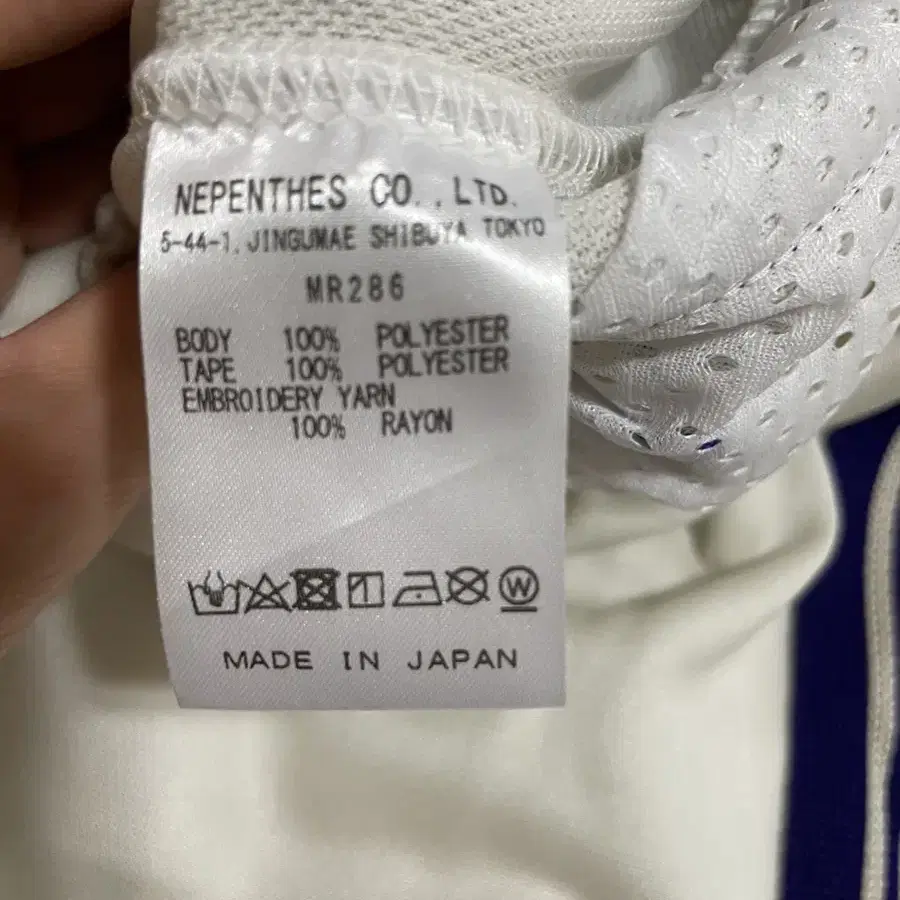 NEPENTHES CO.,LTD.
5-44-1, JINGUMAE SHIBUYA TOKYO
MR286
BODY 100% POLYESTER
TAPE 100% POLYESTER
EMBROIDERY YARN
100% RAYON
W
MADE IN JAPAN